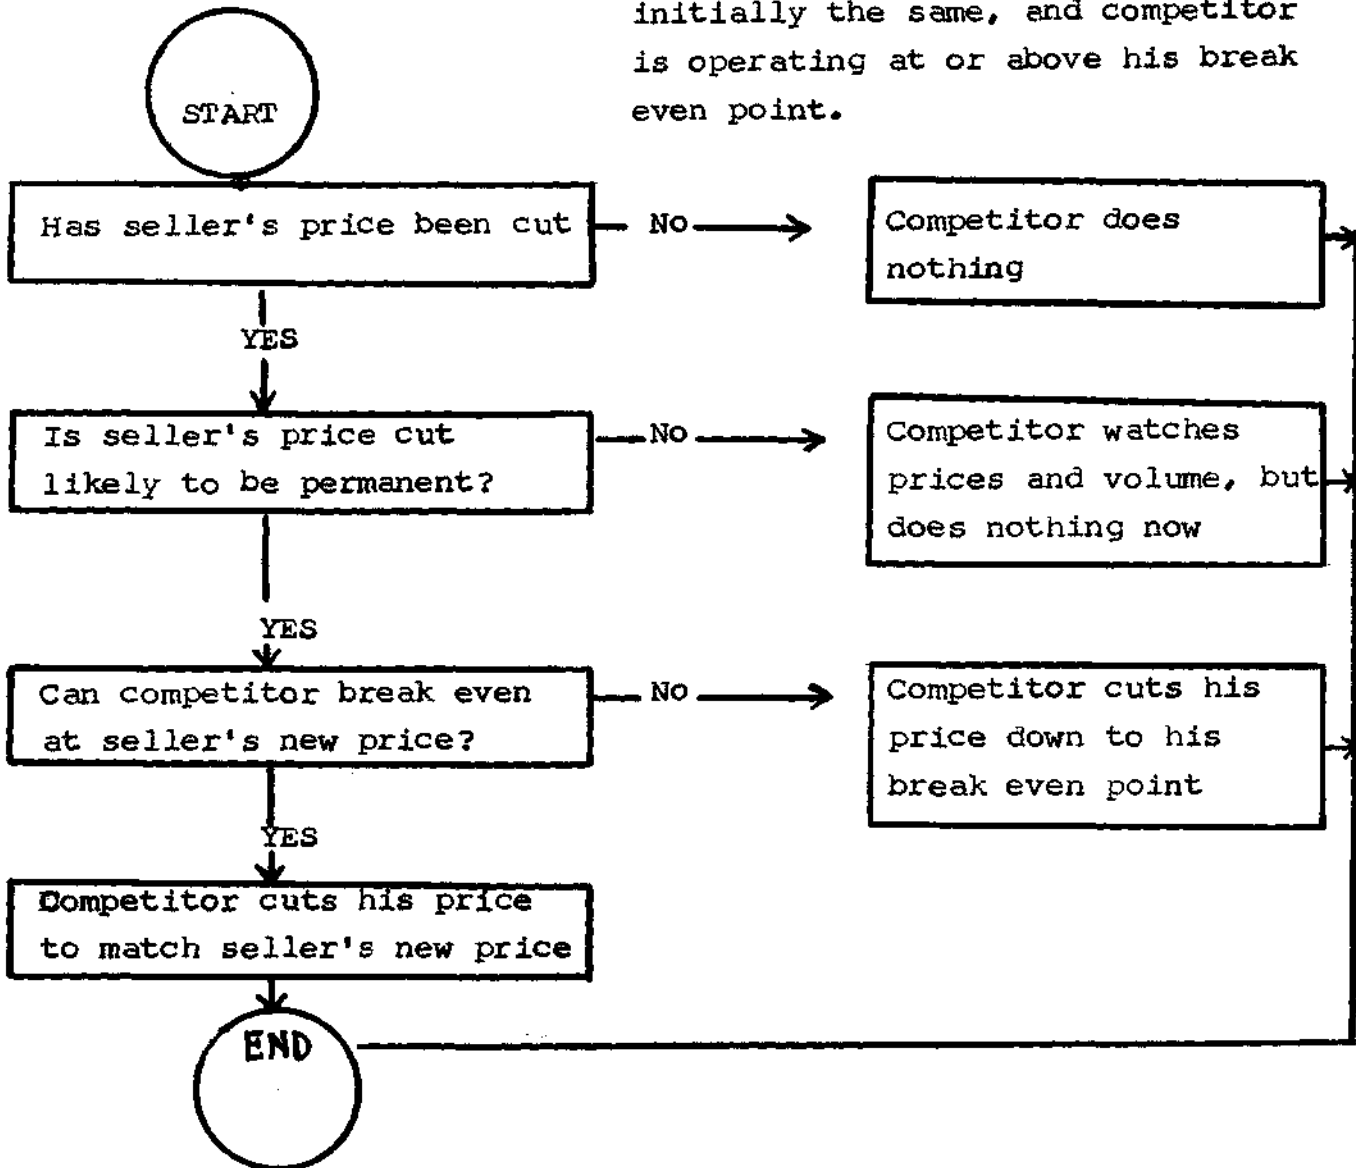 initially the same, and competitor
is operating at or above his break
even point.
START
Has seller's price been cut
No
Competitor does
nothing
YES
Is seller's price cut
likely to be permanent?
No
Competitor watches
prices and volume, but
does nothing now
YES
Can competitor break even
at seller's new price?
No
Competitor cuts his
price down to his
break even point
YES
Competitor cuts his price
to match seller's new price
END